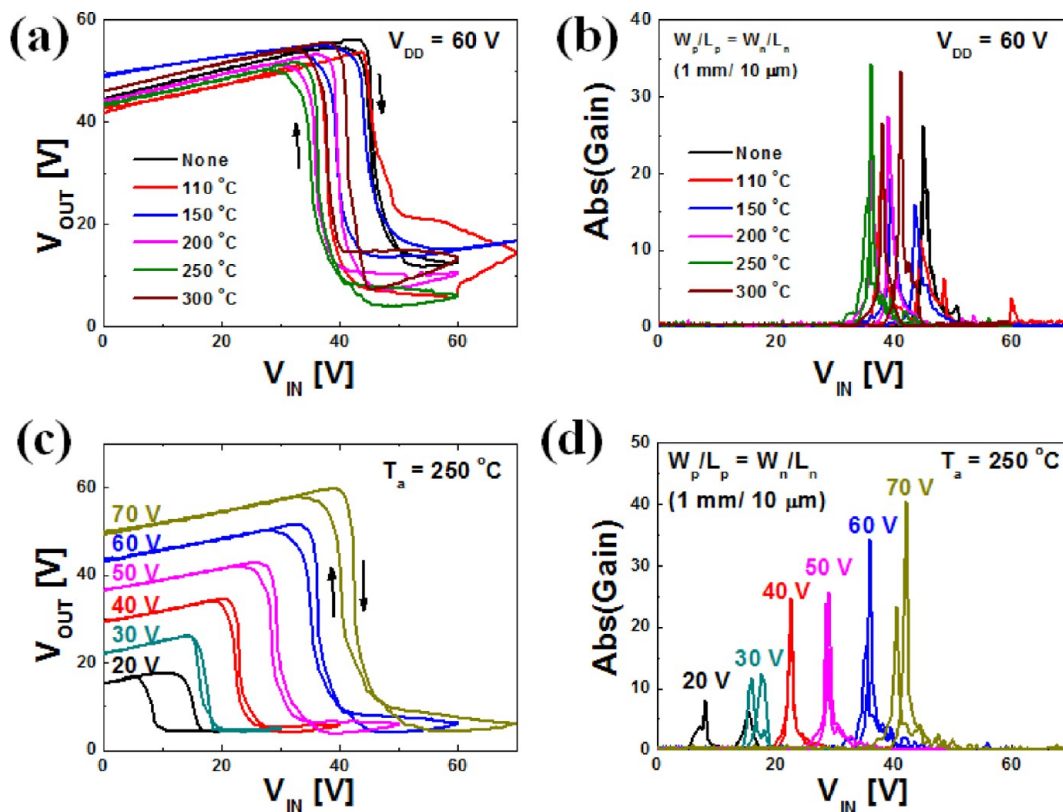 (a)
V_DD = 60 V
None
110 °C
150 °C
200 °C
250 °C
300 °C
V_OUT [V]
60
40
20
0
0 20 40 60
V_IN [V]
(b)
W_p/L_p = W_n/L_n
(1 mm/ 10 μm)
V_DD = 60 V
None
110 °C
150 °C
200 °C
250 °C
300 °C
Abs(Gain)
40
30
20
10
0
0 20 40 60
V_IN [V]
(c)
T_a = 250 °C
70 V
60 V
50 V
40 V
30 V
20 V
V_OUT [V]
60
40
20
0
0 20 40 60
V_IN [V]
(d)
W_p/L_p = W_n/L_n
(1 mm/ 10 μm)
T_a = 250 °C
70 V
60 V
50 V
40 V
30 V
20 V
Abs(Gain)
50
40
30
20
10
0
0 20 40 60
V_IN [V]